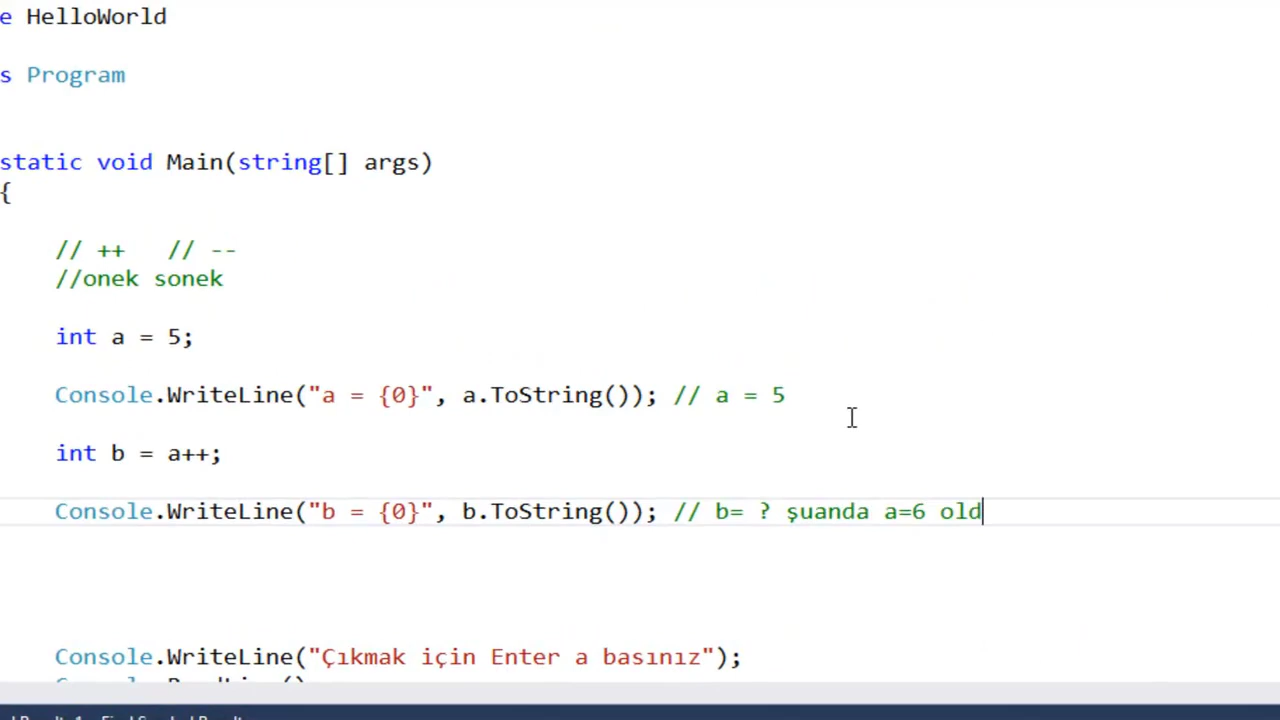 e HelloWorld
s Program
static void Main(string[] args)
{
// ++   // --
//onek sonek
int a = 5;
Console.WriteLine("a = {0}", a.ToString()); // a = 5
int b = a++;
Console.WriteLine("b = {0}", b.ToString()); // b= ? şuanda a=6 old
Console.WriteLine("Çıkmak için Enter a basınız");